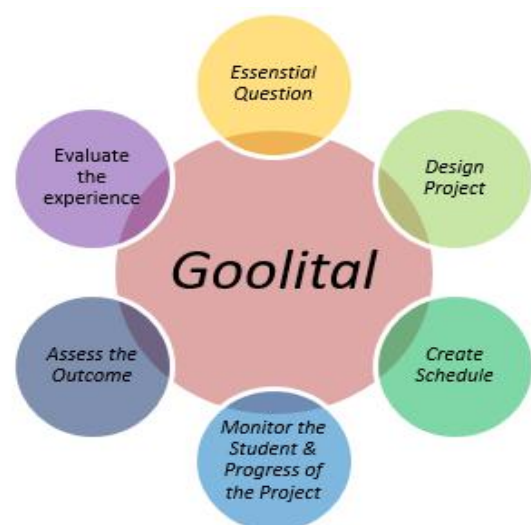 Essenstial
Question
Design
Project
Create
Schedule
Monitor the
Student &
Progress of
the Project
Assess the
Outcome
Evaluate
the
experience
Goolital